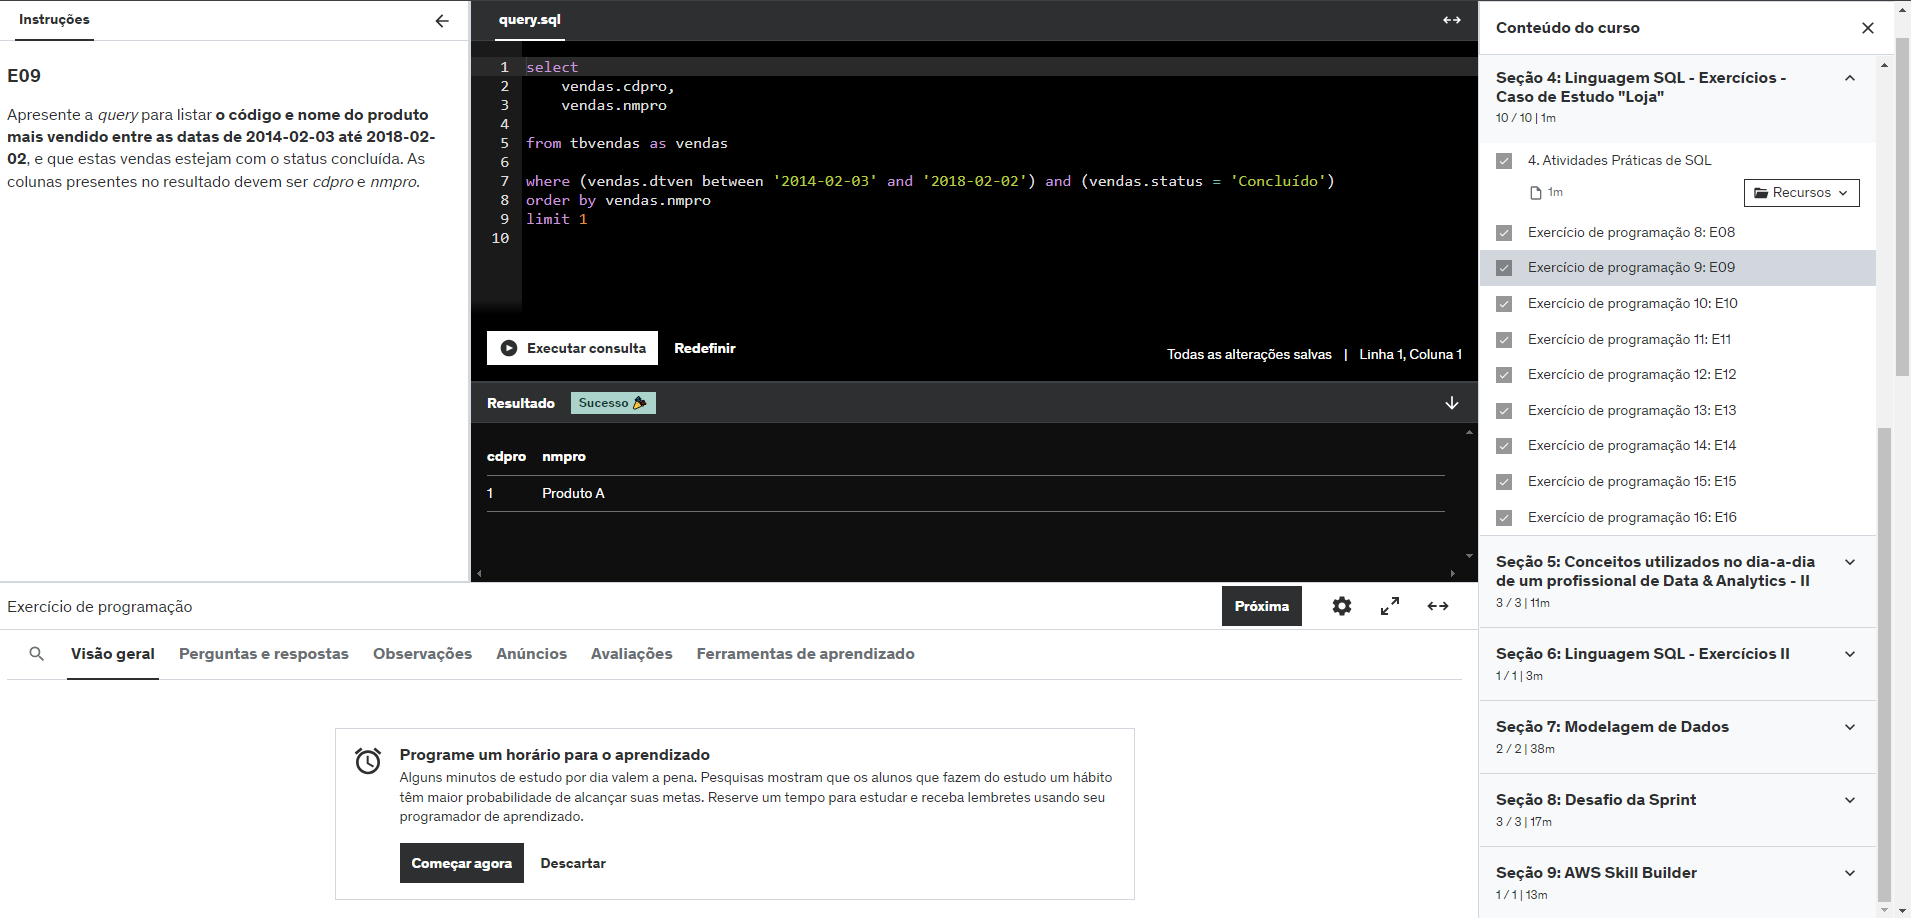 Instruções
E09
Apresente a query para listar o código e nome do produto
mais vendido entre as datas de 2014-02-03 até 2018-02-
02, e que estas vendas estejam com o status concluída. As
colunas presentes no resultado devem ser cdpro e nmpro.
query.sql
1 select
2 vendas.cdpro,
3 vendas.nmpro
4
5 from tbvendas as vendas
6
7 where (vendas.dtven between '2014-02-03' and '2018-02-02') and (vendas.status = 'Concluído')
8 order by vendas.nmpro
9 limit 1
10
Executar consulta Redefinir
Todas as alterações salvas | Linha 1, Coluna 1
Resultado Sucesso
cdpro nmpro
1 Produto A
Exercício de programação
Próxima
Visão geral Perguntas e respostas Observações Anúncios Avaliações Ferramentas de aprendizado
Programe um horário para o aprendizado
Alguns minutos de estudo por dia valem a pena. Pesquisas mostram que os alunos que fazem do estudo um hábito
têm maior probabilidade de alcançar suas metas. Reserve um tempo para estudar e receba lembretes usando seu
programador de aprendizado.
Começar agora Descartar
Conteúdo do curso
Seção 4: Linguagem SQL - Exercícios -
Caso de Estudo "Loja"
10 / 10 | 1m
4. Atividades Práticas de SQL
1m
Recursos
Exercício de programação 8: E08
Exercício de programação 9: E09
Exercício de programação 10: E10
Exercício de programação 11: E11
Exercício de programação 12: E12
Exercício de programação 13: E13
Exercício de programação 14: E14
Exercício de programação 15: E15
Exercício de programação 16: E16
Seção 5: Conceitos utilizados no dia-a-dia
de um profissional de Data & Analytics - II
3 / 3 | 11m
Seção 6: Linguagem SQL - Exercícios II
1 / 1 | 3m
Seção 7: Modelagem de Dados
2 / 2 | 38m
Seção 8: Desafio da Sprint
3 / 3 | 17m
Seção 9: AWS Skill Builder
1 / 1 | 13m